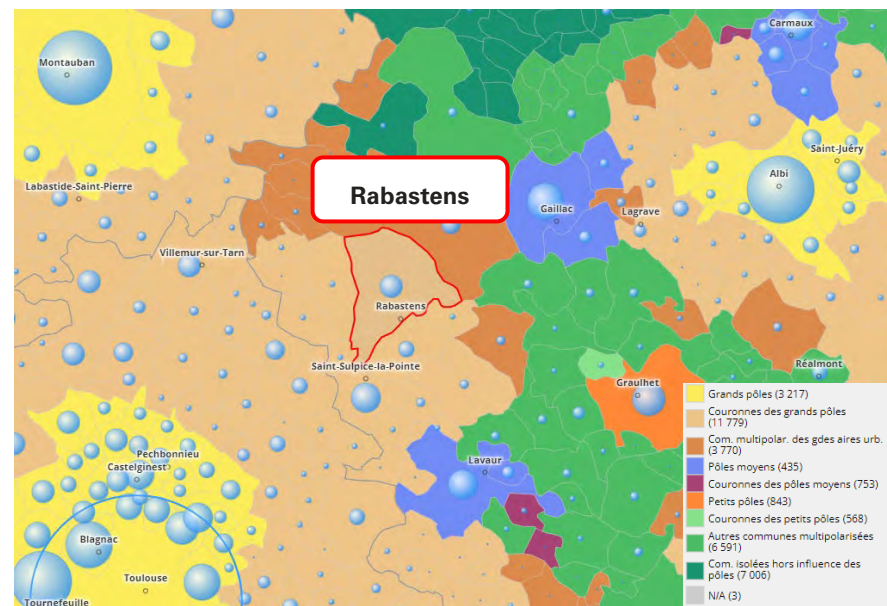 Carmaux
Montauban
Saint-Juéry
Albi
Labastide-Saint-Pierre
Rabastens
Gaillac
Lagrave
Villemur-sur-Tarn
Rabastens
Saint-Sulpice-la-Pointe
Réalmont
Graulhet
Pechbonnieu
Castelginest
Lavaur
Blagnac
Toulouse
Tournefeuille
Grands pôles (3 217)
Couronnes des grands pôles
(11 779)
Com. multipolar. des gdes aires urb.
(3 770)
Pôles moyens (435)
Couronnes des pôles moyens (753)
Petits pôles (843)
Couronnes des petits pôles (568)
Autres communes multipolarisées
(6 591)
Com. isolées hors influence des
pôles (7 006)
N/A (3)